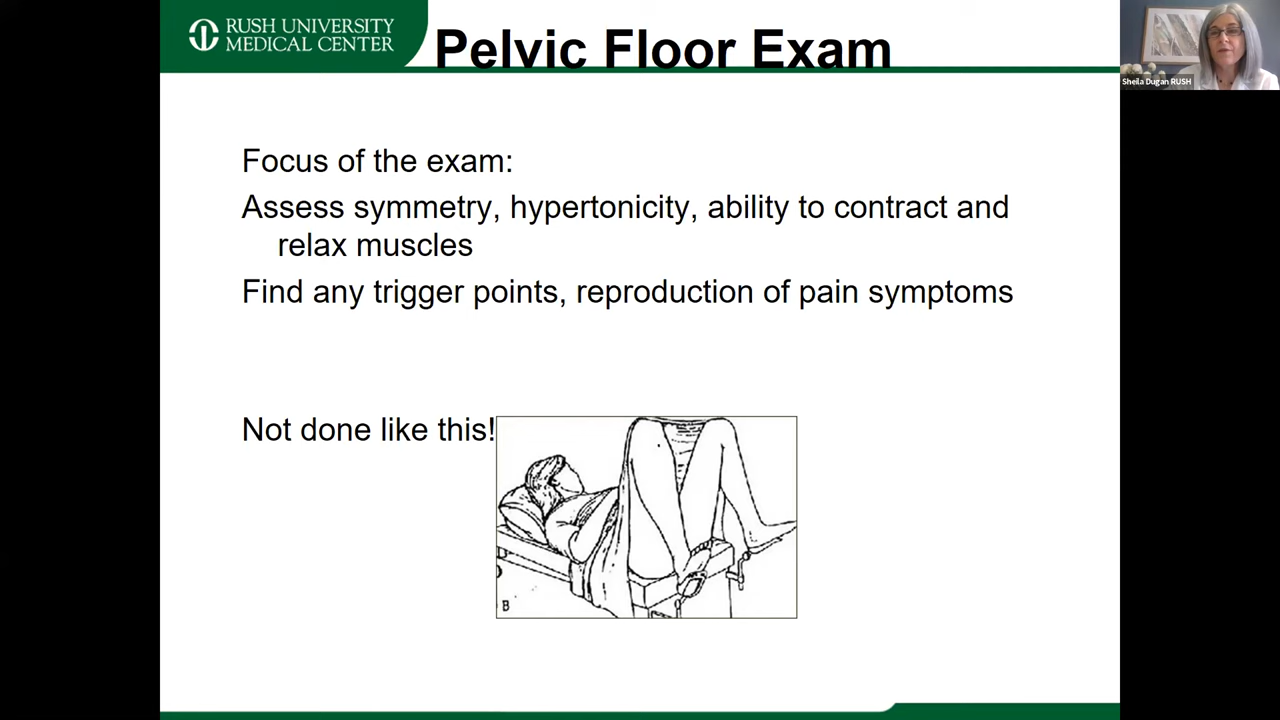 RUSH UNIVERSITY
MEDICAL CENTER
Pelvic Floor Exam
Sheila Dugan RUSH
Focus of the exam:
Assess symmetry, hypertonicity, ability to contract and
relax muscles
Find any trigger points, reproduction of pain symptoms
Not done like this!
B